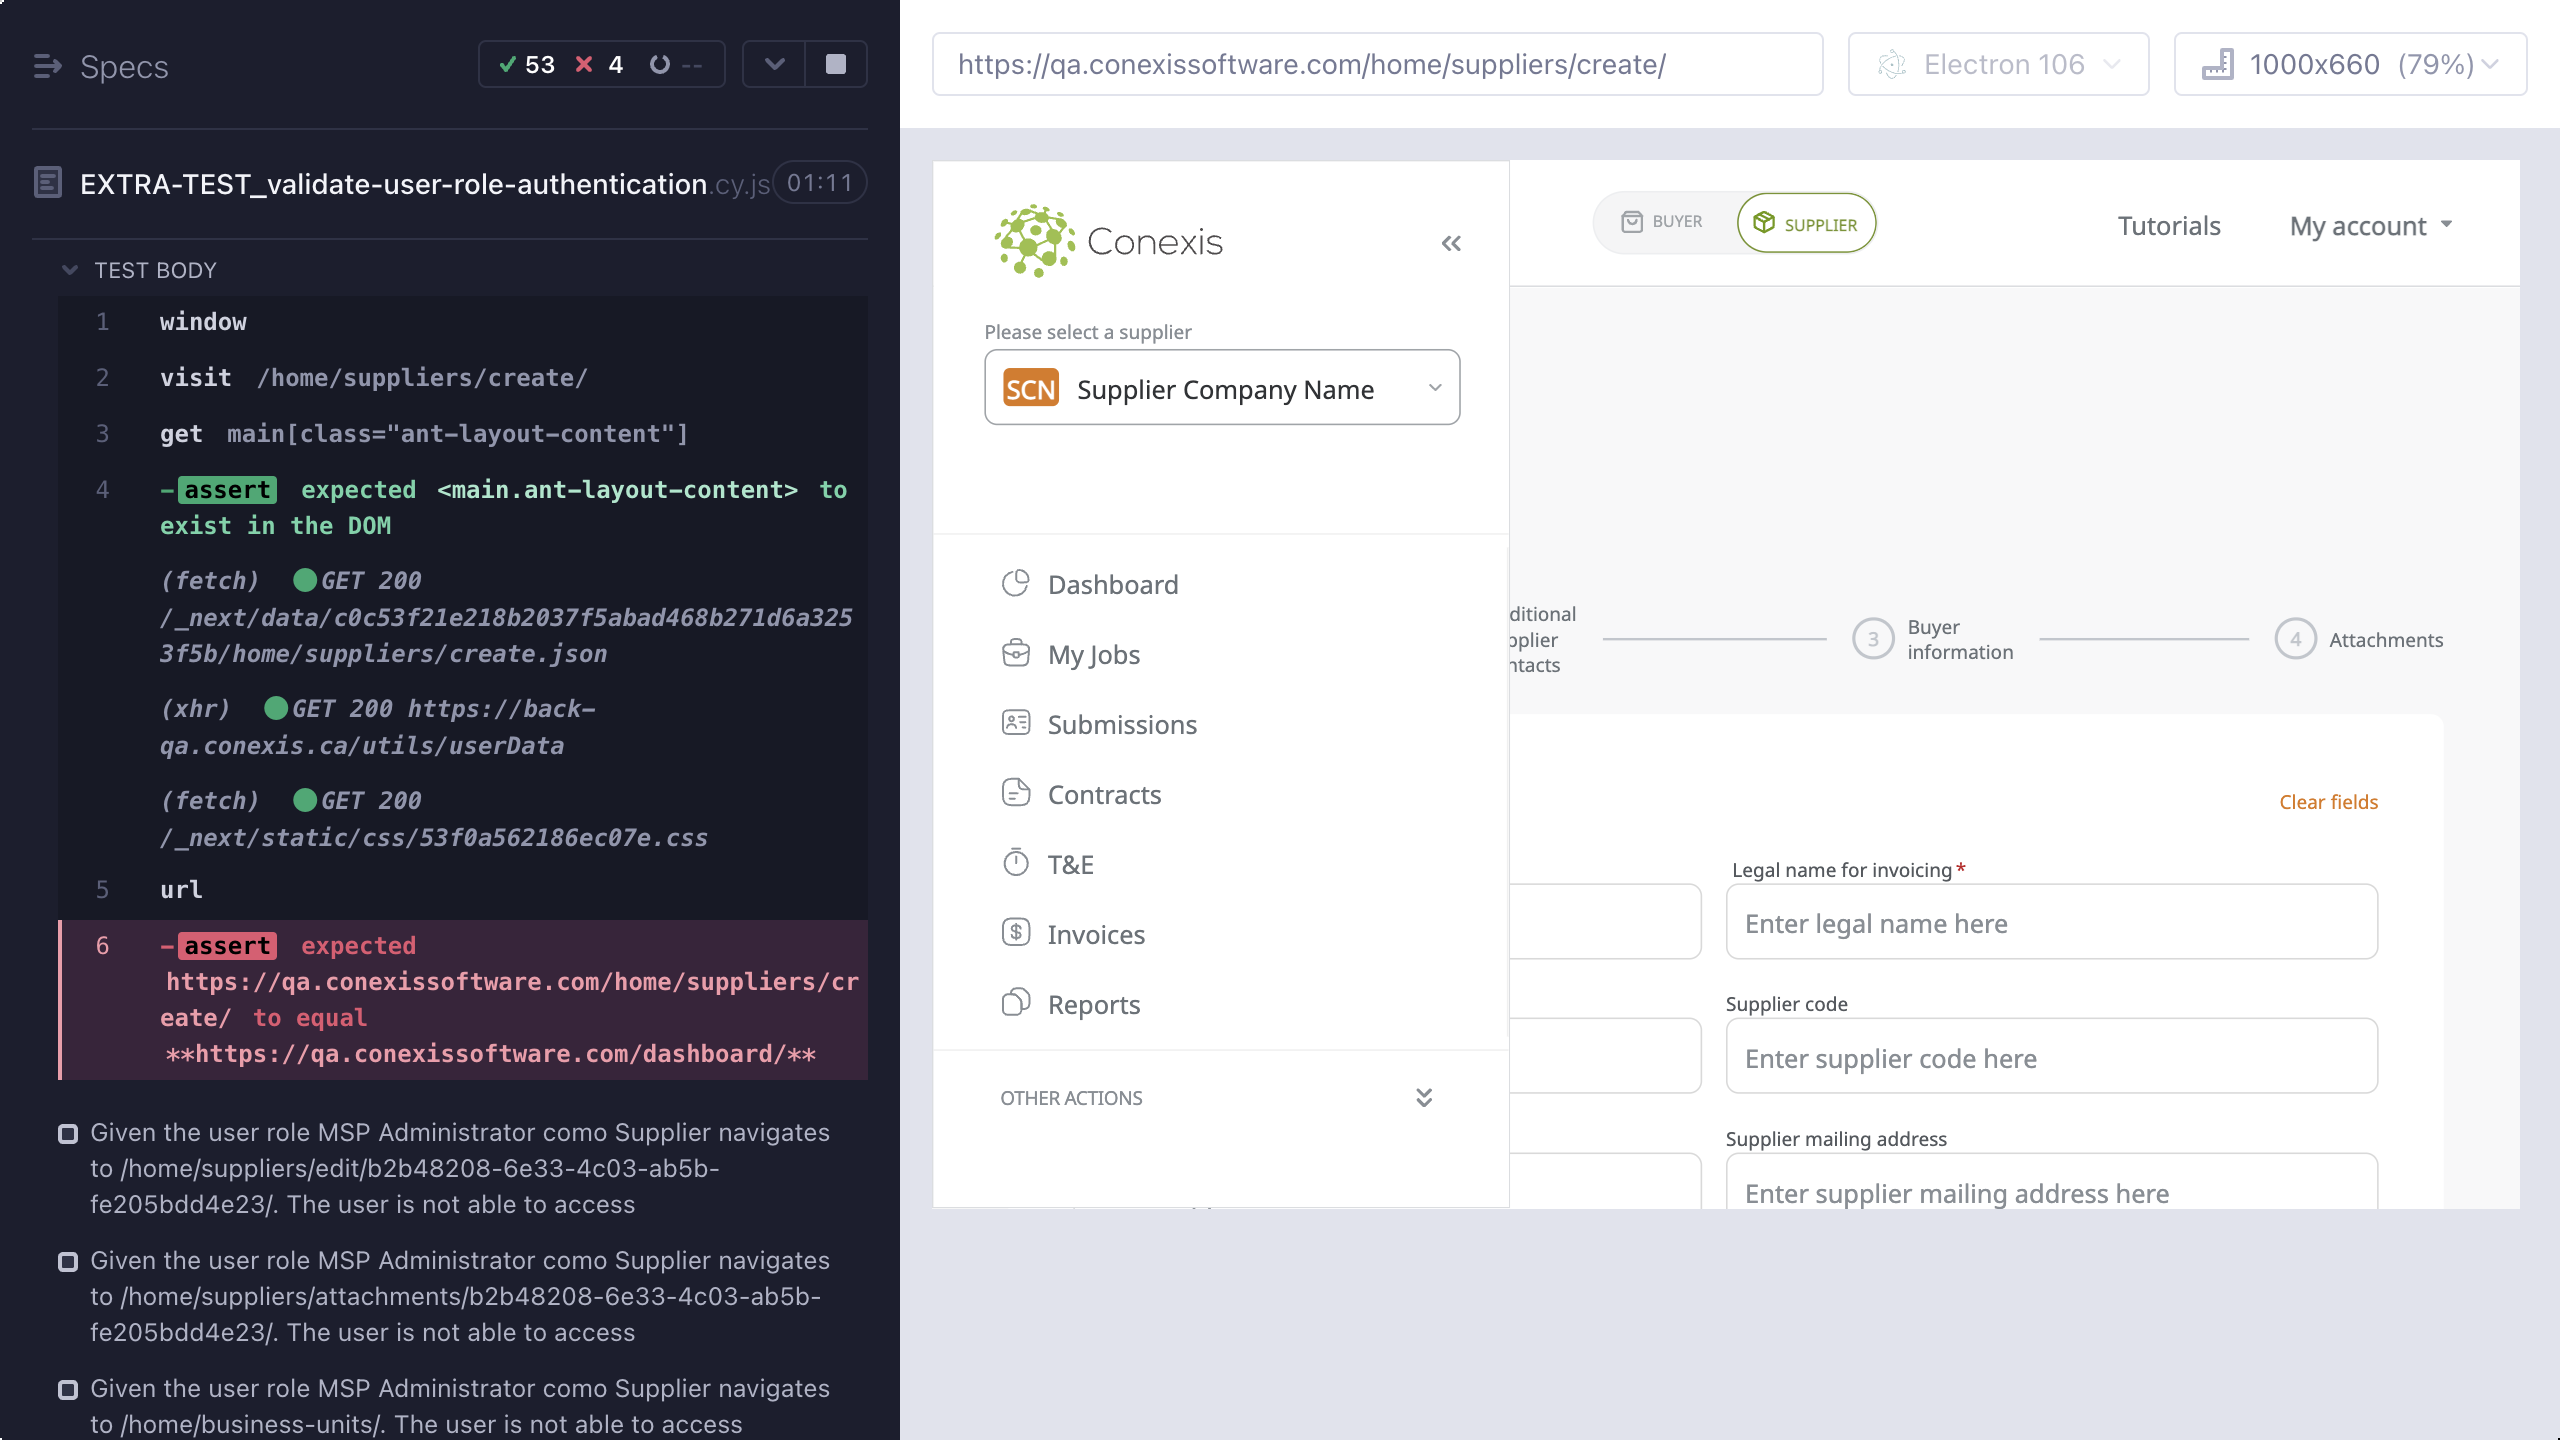 Specs
53
4
--
EXTRA-TEST_validate-user-role-authentication.cy.js
01:11
TEST BODY
1 window
2 visit /home/suppliers/create/
3 get main[class="ant-layout-content"]
4 -assert expected <main.ant-layout-content> to
exist in the DOM
(fetch) GET 200
/_next/data/c0c53f21e218b2037f5abad468b271d6a325
3f5b/home/suppliers/create.json
(xhr) GET 200 https://back-
qa.conexis.ca/utils/userData
(fetch) GET 200
/_next/static/css/53f0a562186ec07e.css
5 url
6 -assert expected
https://qa.conexissoftware.com/home/suppliers/cr
eate/ to equal
**https://qa.conexissoftware.com/dashboard/**
Given the user role MSP Administrator como Supplier navigates
to /home/suppliers/edit/b2b48208-6e33-4c03-ab5b-
fe205bdd4e23/. The user is not able to access
Given the user role MSP Administrator como Supplier navigates
to /home/suppliers/attachments/b2b48208-6e33-4c03-ab5b-
fe205bdd4e23/. The user is not able to access
Given the user role MSP Administrator como Supplier navigates
to /home/business-units/. The user is not able to access
https://qa.conexissoftware.com/home/suppliers/create/
Electron 106
1000x660 (79%)
Conexis
BUYER
SUPPLIER
Tutorials
My account
Please select a supplier
SCN Supplier Company Name
Dashboard
My Jobs
Submissions
Contracts
T&E
Invoices
Reports
OTHER ACTIONS
ditional
pplier
ntacts
3
Buyer
information
4
Attachments
Clear fields
Legal name for invoicing*
Enter legal name here
Supplier code
Enter supplier code here
Supplier mailing address
Enter supplier mailing address here